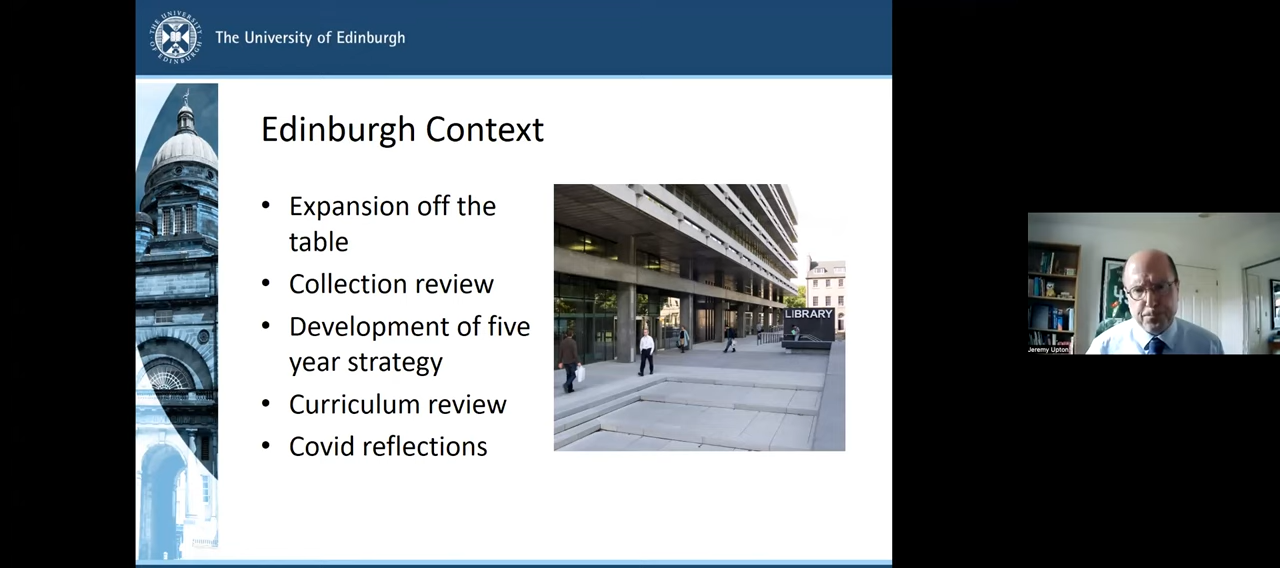 The University of Edinburgh
Edinburgh Context
• Expansion off the
table
• Collection review
• Development of five
year strategy
• Curriculum review
• Covid reflections
LIBRARY
Jeremy Upton